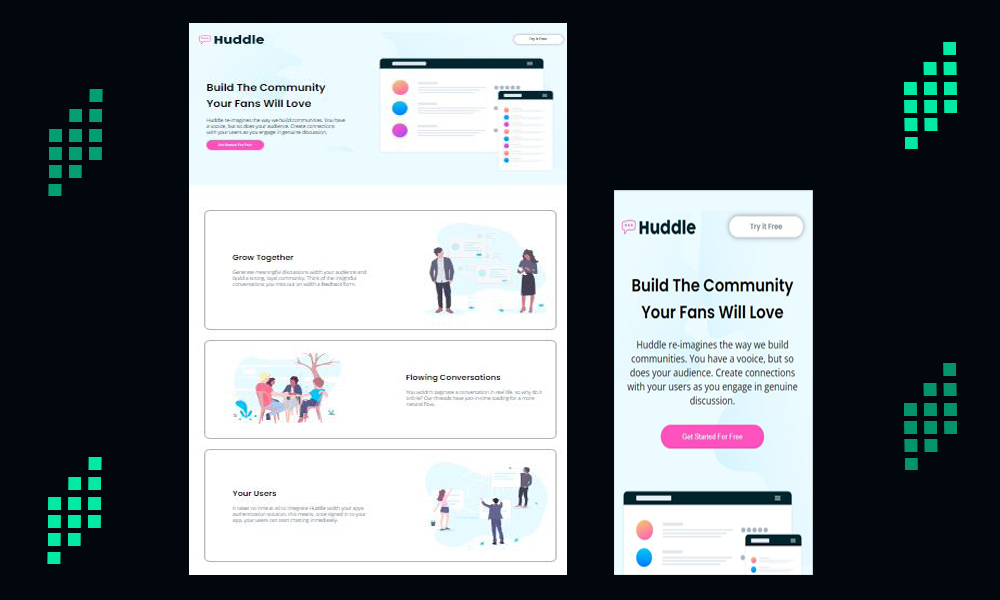 Huddle
Try it Free
Build The Community
Your Fans Will Love
Huddle re-imagines the way we build communities. You have
a vooice, but so does your audience. Create connections
with your users as you engage in genuine discussion.
Get Started For Free
Grow Together
Generate meaningful discussions width your audience and
build a strong, loyal community. Think of the insightful
conversations you miss out on width a feedback form.
Flowing Conversations
You wouldn't paginate a conversation in real life, so why do it
online? Our threads have just-in-time loading for a more
natural flow.
Your Users
It takes no time at all to integrate Huddle width your apps
authentication solution. this means, once signed in to your
app, your users can start chatting immediately.
Huddle
Try it Free
Build The Community
Your Fans Will Love
Huddle re-imagines the way we build
communities. You have a vooice, but so
does your audience. Create connections
with your users as you engage in genuine
discussion.
Get Started For Free